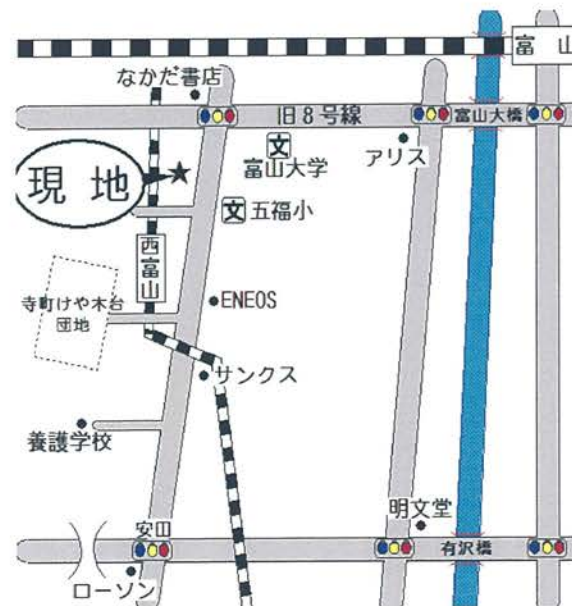 富山
なかだ書店
旧8号線
富山大橋
文
富山大学
アリス
現地
文 五福小
西富山
寺町けや木台
団地
ENEOS
サンクス
養護学校
明文堂
安田
有沢橋
ローソン